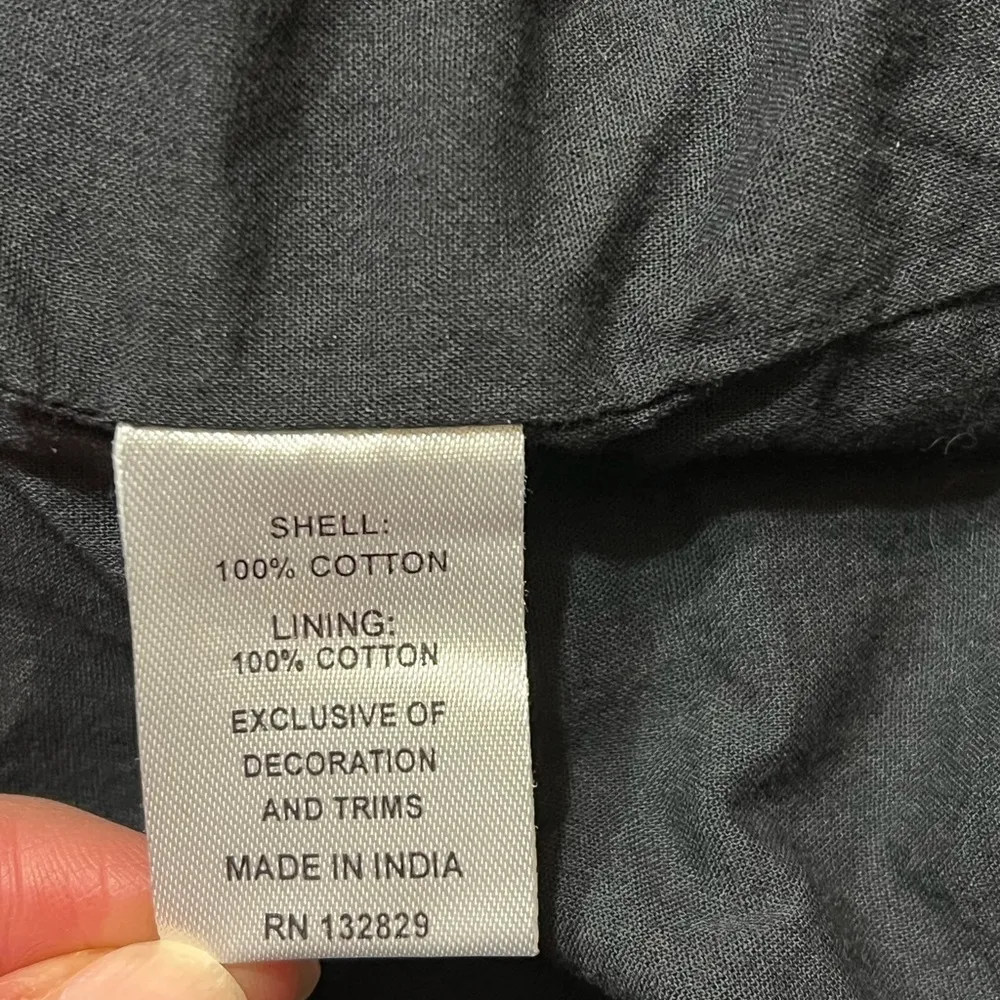 SHELL:
100% COTTON
LINING:
100% COTTON
EXCLUSIVE OF
DECORATION
AND TRIMS
MADE IN INDIA
RN 132829